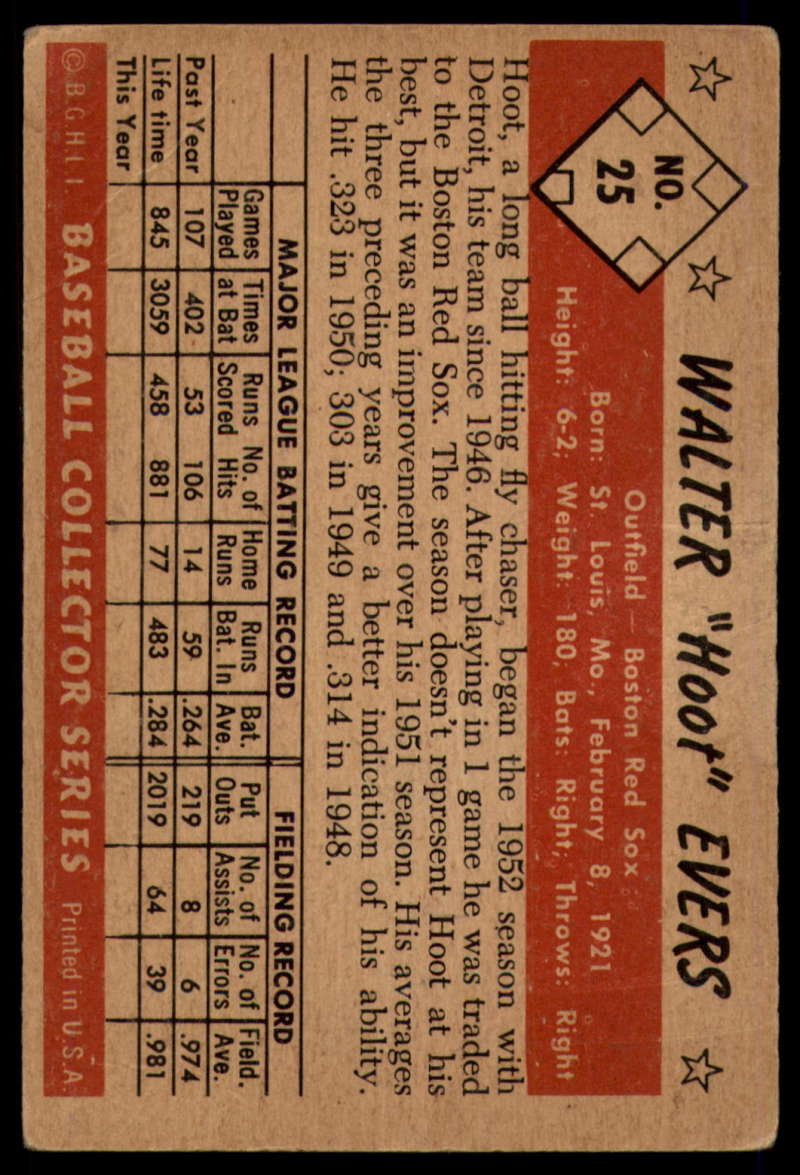 NO.
25
WALTER "Hoot" EVERS
Outfield — Boston Red Sox
Born: St. Louis, Mo., February 8, 1921
Height: 6-2; Weight: 180; Bats: Right; Throws: Right
Hoot, a long ball hitting fly chaser, began the 1952 season with
Detroit, his team since 1946. After playing in 1 game he was traded
to the Boston Red Sox. The season doesn't represent Hoot at his
best, but it was an improvement over his 1951 season. His averages
the three preceding years give a better indication of his ability.
He hit .323 in 1950; 303 in 1949 and .314 in 1948.
MAJOR LEAGUE BATTING RECORD FIELDING RECORD
Games Times Runs No. of Home Runs Bat. Put No. of No. of Field.
Played at Bat Scored Hits Runs Bat. In Ave. Outs Assists Errors Ave.
Past Year 107 402 53 106 14 59 .264 219 8 6 .974
Life time 845 3059 458 881 77 483 .284 2019 64 39 .981
This Year
© B.G.H.L.I. BASEBALL COLLECTOR SERIES Printed in U.S.A.